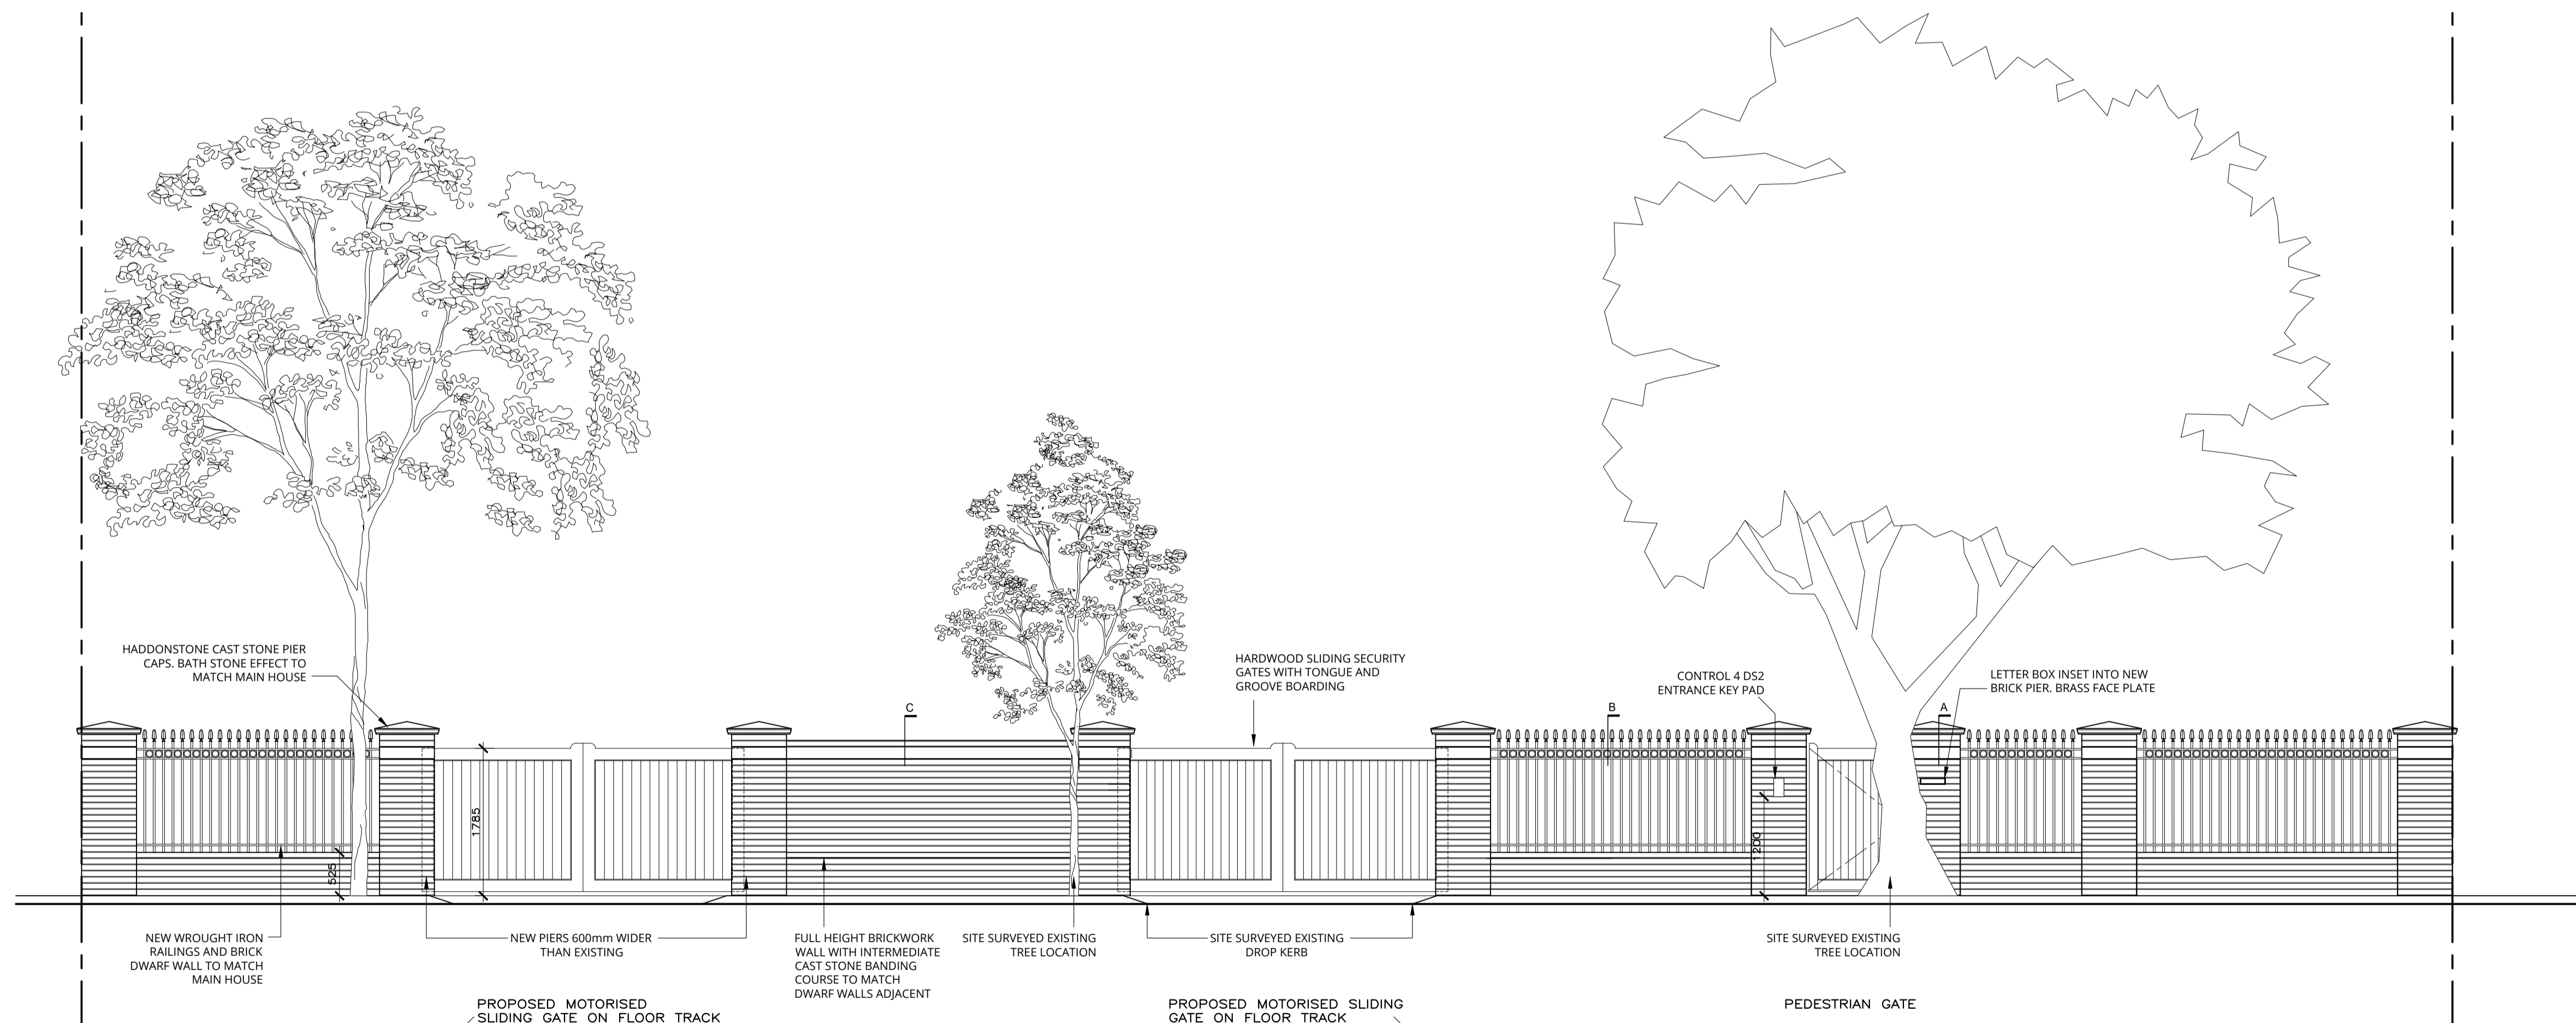 HADDONSTONE CAST STONE PIER
CAPS. BATH STONE EFFECT TO
MATCH MAIN HOUSE
HARDWOOD SLIDING SECURITY
GATES WITH TONGUE AND
GROOVE BOARDING
CONTROL 4 DS2
ENTRANCE KEY PAD
LETTER BOX INSET INTO NEW
BRICK PIER. BRASS FACE PLATE
C
B
A
525
1785
1200
NEW WROUGHT IRON
RAILINGS AND BRICK
DWARF WALL TO MATCH
MAIN HOUSE
NEW PIERS 600mm WIDER
THAN EXISTING
FULL HEIGHT BRICKWORK
WALL WITH INTERMEDIATE
CAST STONE BANDING
COURSE TO MATCH
DWARF WALLS ADJACENT
SITE SURVEYED EXISTING
TREE LOCATION
SITE SURVEYED EXISTING
DROP KERB
SITE SURVEYED EXISTING
TREE LOCATION
PROPOSED MOTORISED
SLIDING GATE ON FLOOR TRACK
PROPOSED MOTORISED SLIDING
GATE ON FLOOR TRACK
PEDESTRIAN GATE